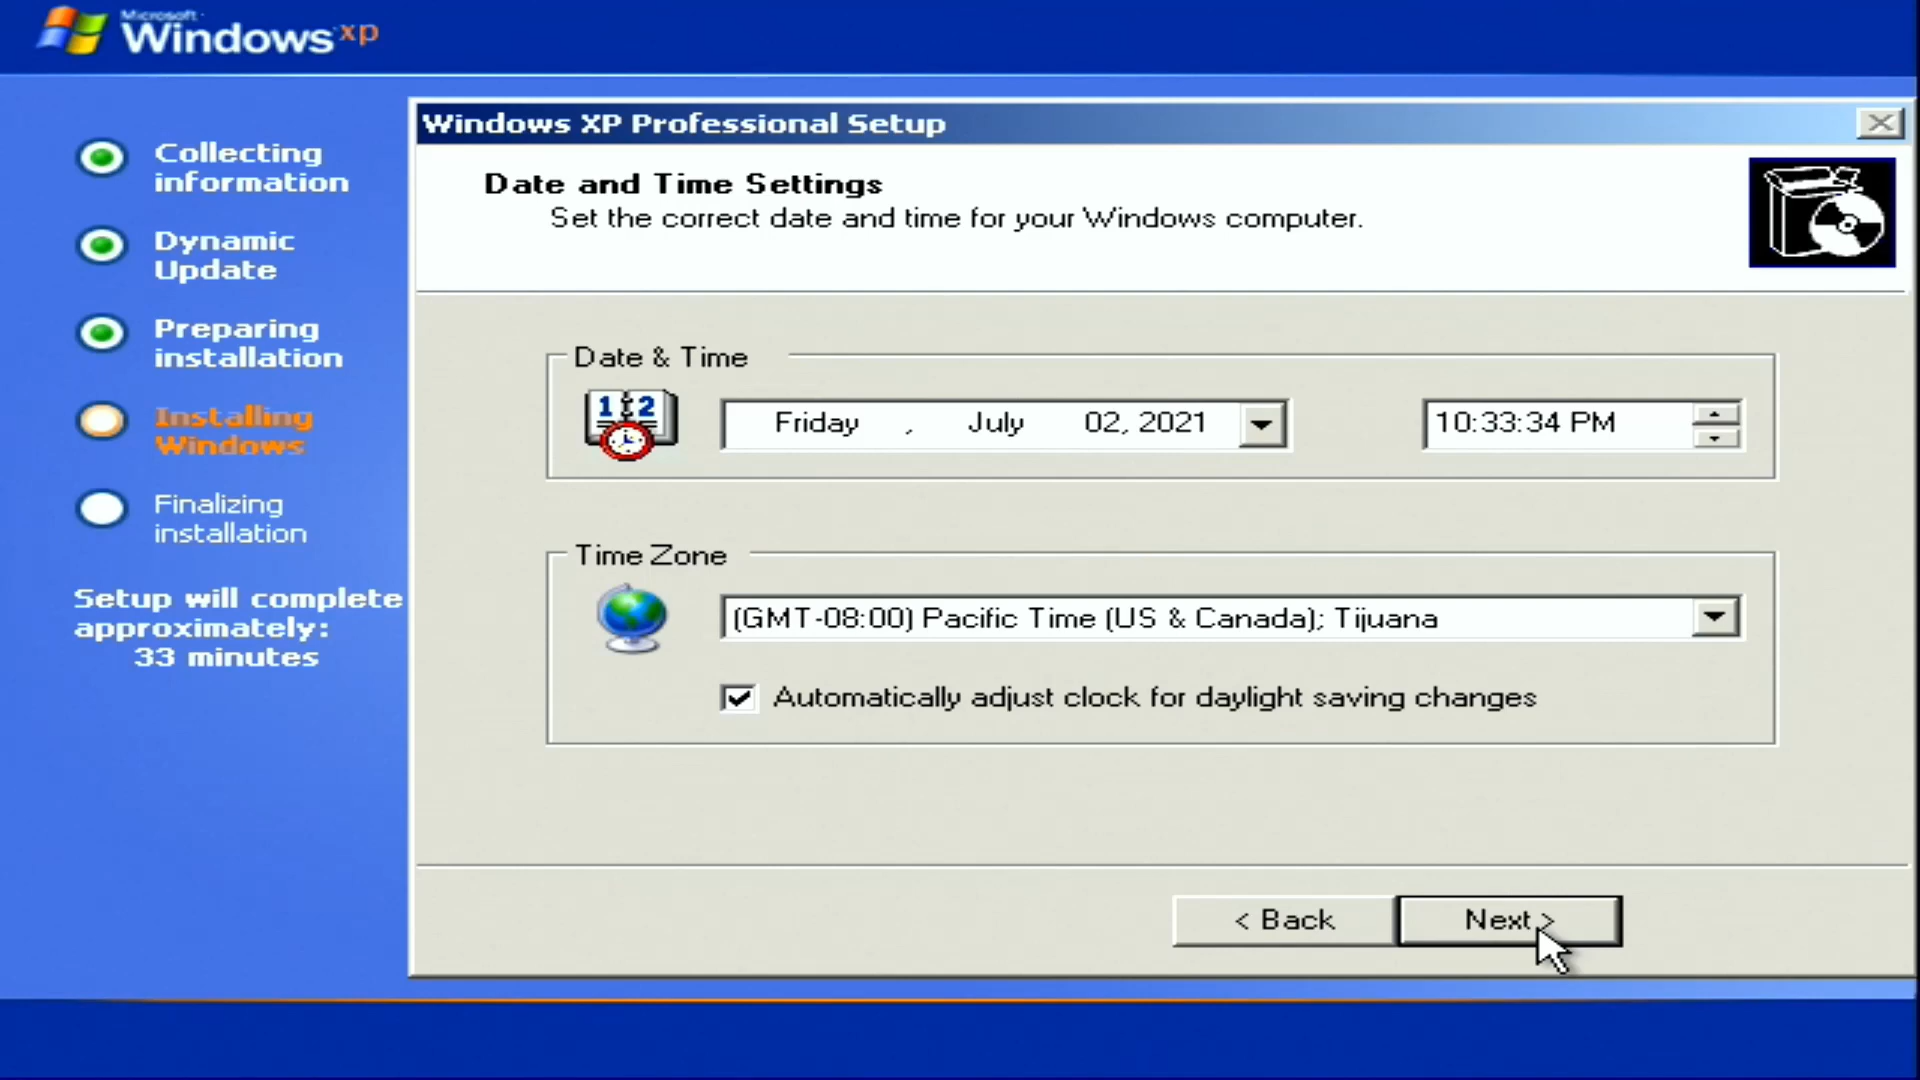 Microsoft
Windows xp
Collecting
information
Dynamic
Update
Preparing
installation
Installing
Windows
Finalizing
installation
Setup will complete
approximately:
33 minutes
Windows XP Professional Setup
Date and Time Settings
Set the correct date and time for your Windows computer.
Date & Time
12
Friday , July 02, 2021
10:33:34 PM
Time Zone
(GMT-08:00) Pacific Time (US & Canada); Tijuana
Automatically adjust clock for daylight saving changes
< Back
Next >